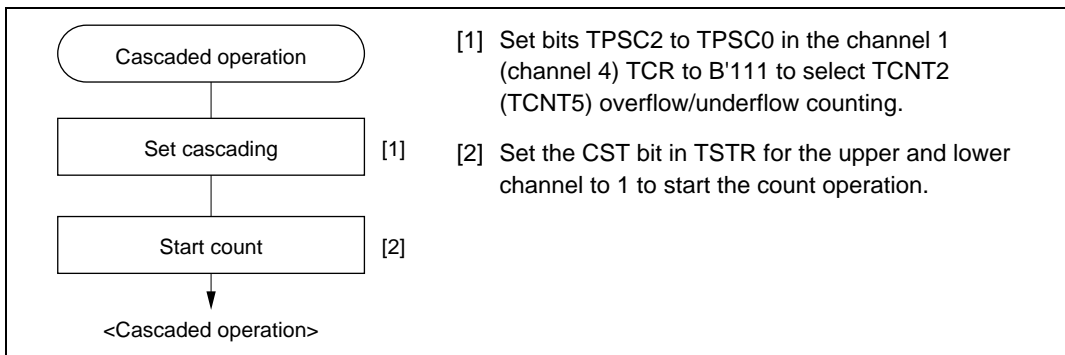 Cascaded operation
Set cascading [1]
Start count [2]
<Cascaded operation>
[1] Set bits TPSC2 to TPSC0 in the channel 1
(channel 4) TCR to B'111 to select TCNT2
(TCNT5) overflow/underflow counting.
[2] Set the CST bit in TSTR for the upper and lower
channel to 1 to start the count operation.